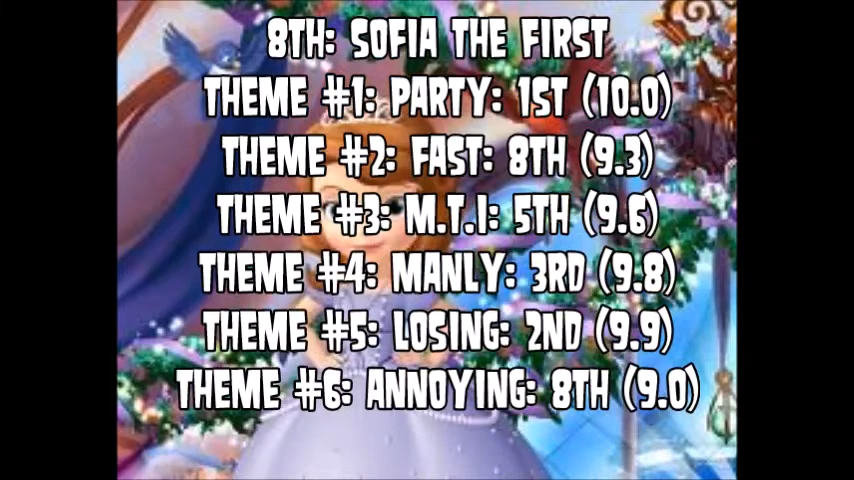 8TH: SOFIA THE FIRST
THEME #1: PARTY: 1ST (10.0)
THEME #2: FAST: 8TH (9.3)
THEME #3: M.T.I: 5TH (9.6)
THEME #4: MANLY: 3RD (9.8)
THEME #5: LOSING: 2ND (9.9)
THEME #6: ANNOYING: 8TH (9.0)